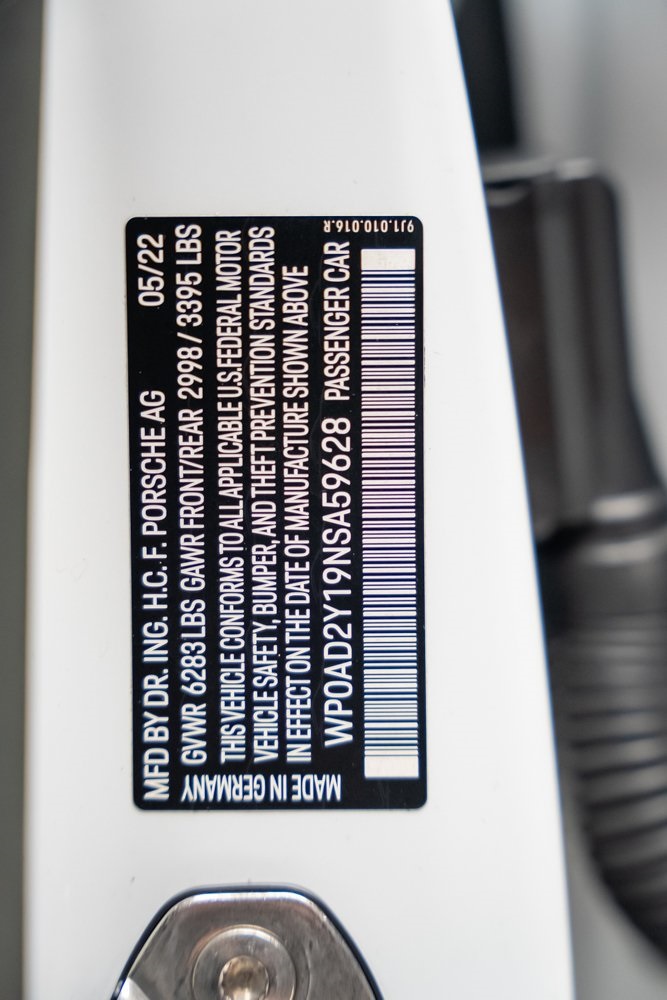 MFD BY DR. ING. H.C. F. PORSCHE AG 05/22
GVWR 6283 LBS GAWR FRONT/REAR 2998 / 3395 LBS
THIS VEHICLE CONFORMS TO ALL APPLICABLE U.S. FEDERAL MOTOR
VEHICLE SAFETY, BUMPER, AND THEFT PREVENTION STANDARDS
IN EFFECT ON THE DATE OF MANUFACTURE SHOWN ABOVE
WP0AD2Y19NSA59628 PASSENGER CAR
MADE IN GERMANY
9J1.010.016.R